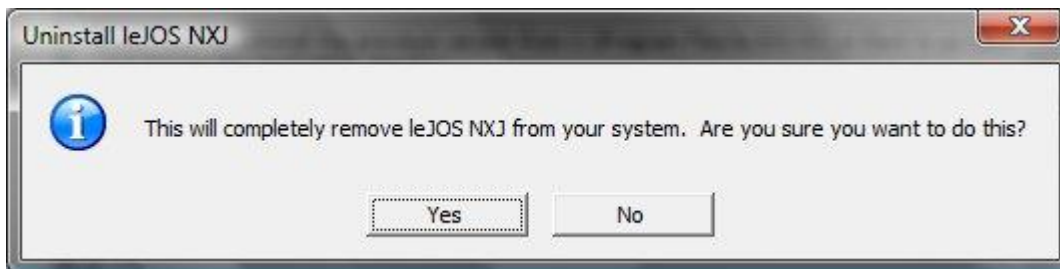 Uninstall leJOS NXJ
This will completely remove leJOS NXJ from your system.  Are you sure you want to do this?
Yes
No